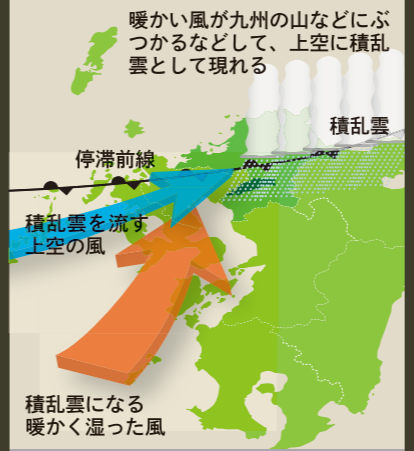 暖かい風が九州の山などにぶ
つかるなどして、上空に積乱
雲として現れる
積乱雲
停滞前線
積乱雲を流す
上空の風
積乱雲になる
暖かく湿った風